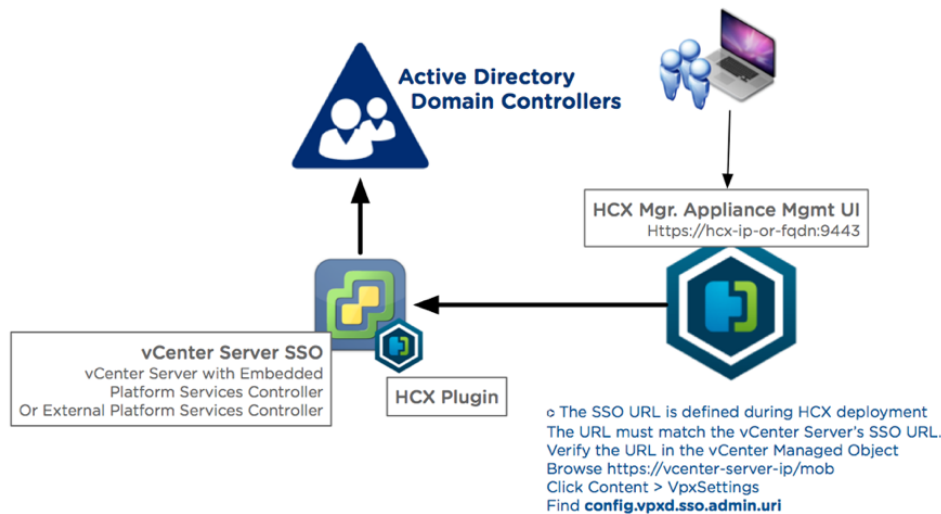 Active Directory
Domain Controllers
HCX Mgr. Appliance Mgmt UI
Https://hcx-ip-or-fqdn:9443
vCenter Server SSO
vCenter Server with Embedded
Platform Services Controller
Or External Platform Services Controller
HCX Plugin
The SSO URL is defined during HCX deployment
The URL must match the vCenter Server's SSO URL.
Verify the URL in the vCenter Managed Object
Browse https://vcenter-server-ip/mob
Click Content > VpxSettings
Find config.vpxd.sso.admin.uri